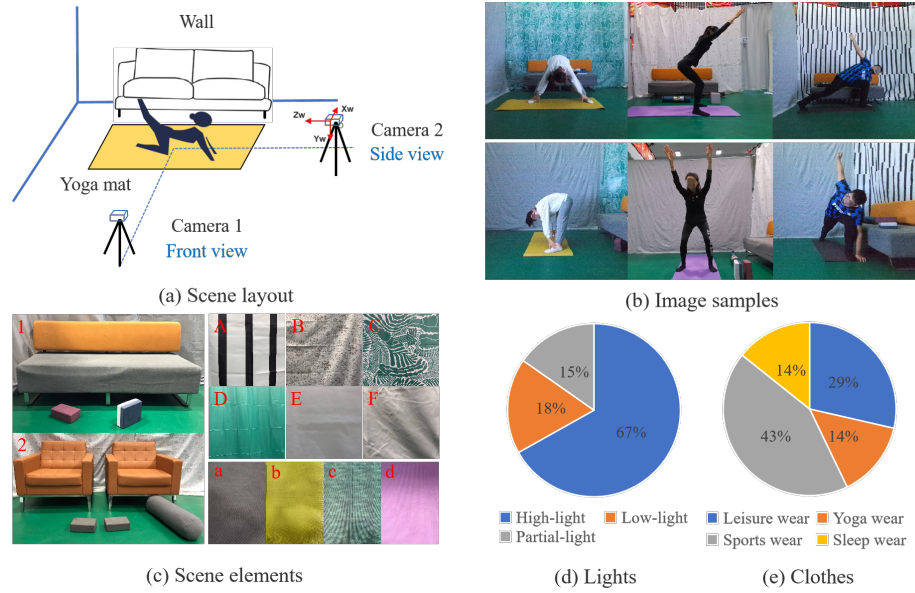 Wall
Xw
Zw
Yw
Camera 2
Side view
Yoga mat
Camera 1
Front view
(a) Scene layout
(b) Image samples
1
2
A
B
C
D
E
F
a
b
c
d
(c) Scene elements
15%
18%
67%
High-light
Low-light
Partial-light
(d) Lights
14%
29%
43%
14%
Leisure wear
Yoga wear
Sports wear
Sleep wear
(e) Clothes